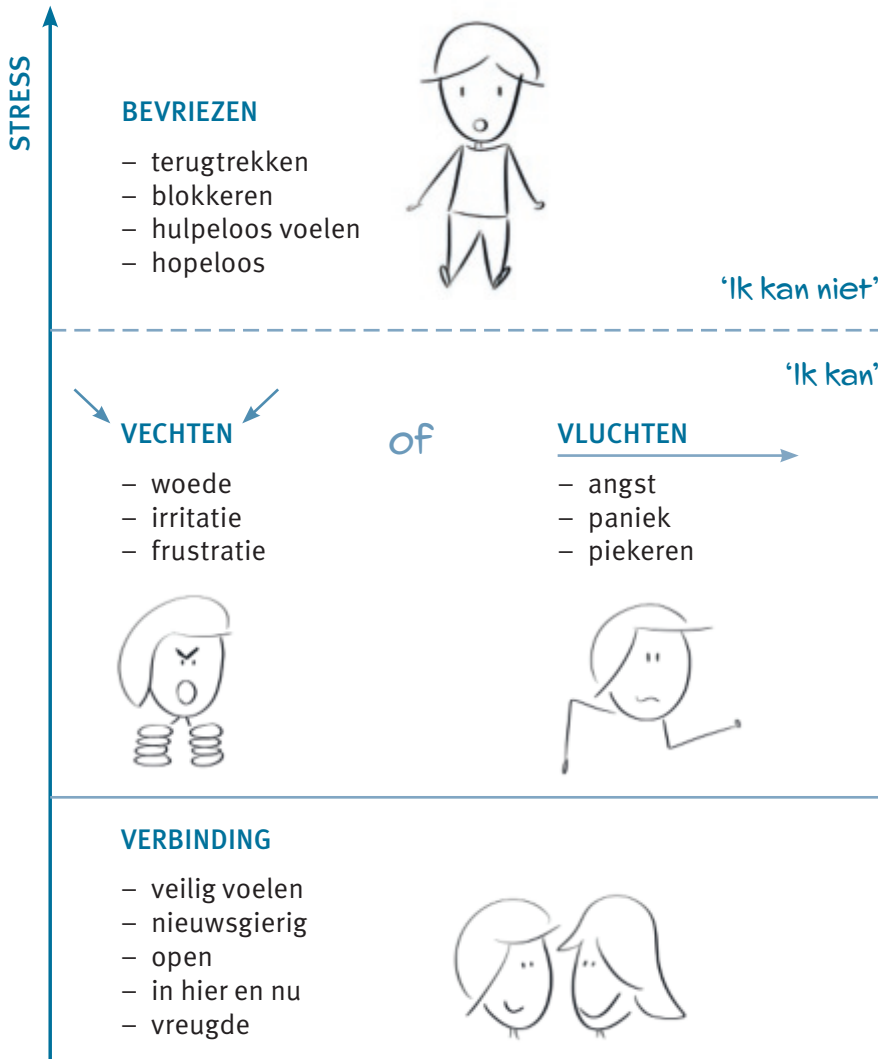 STRESS
BEVRIEZEN
– terugtrekken
– blokkeren
– hulpeloos voelen
– hopeloos
‘Ik kan niet’
‘Ik kan’
VECHTEN of VLUCHTEN
– woede
– irritatie
– frustratie
– angst
– paniek
– piekeren
VERBINDING
– veilig voelen
– nieuwsgierig
– open
– in hier en nu
– vreugde